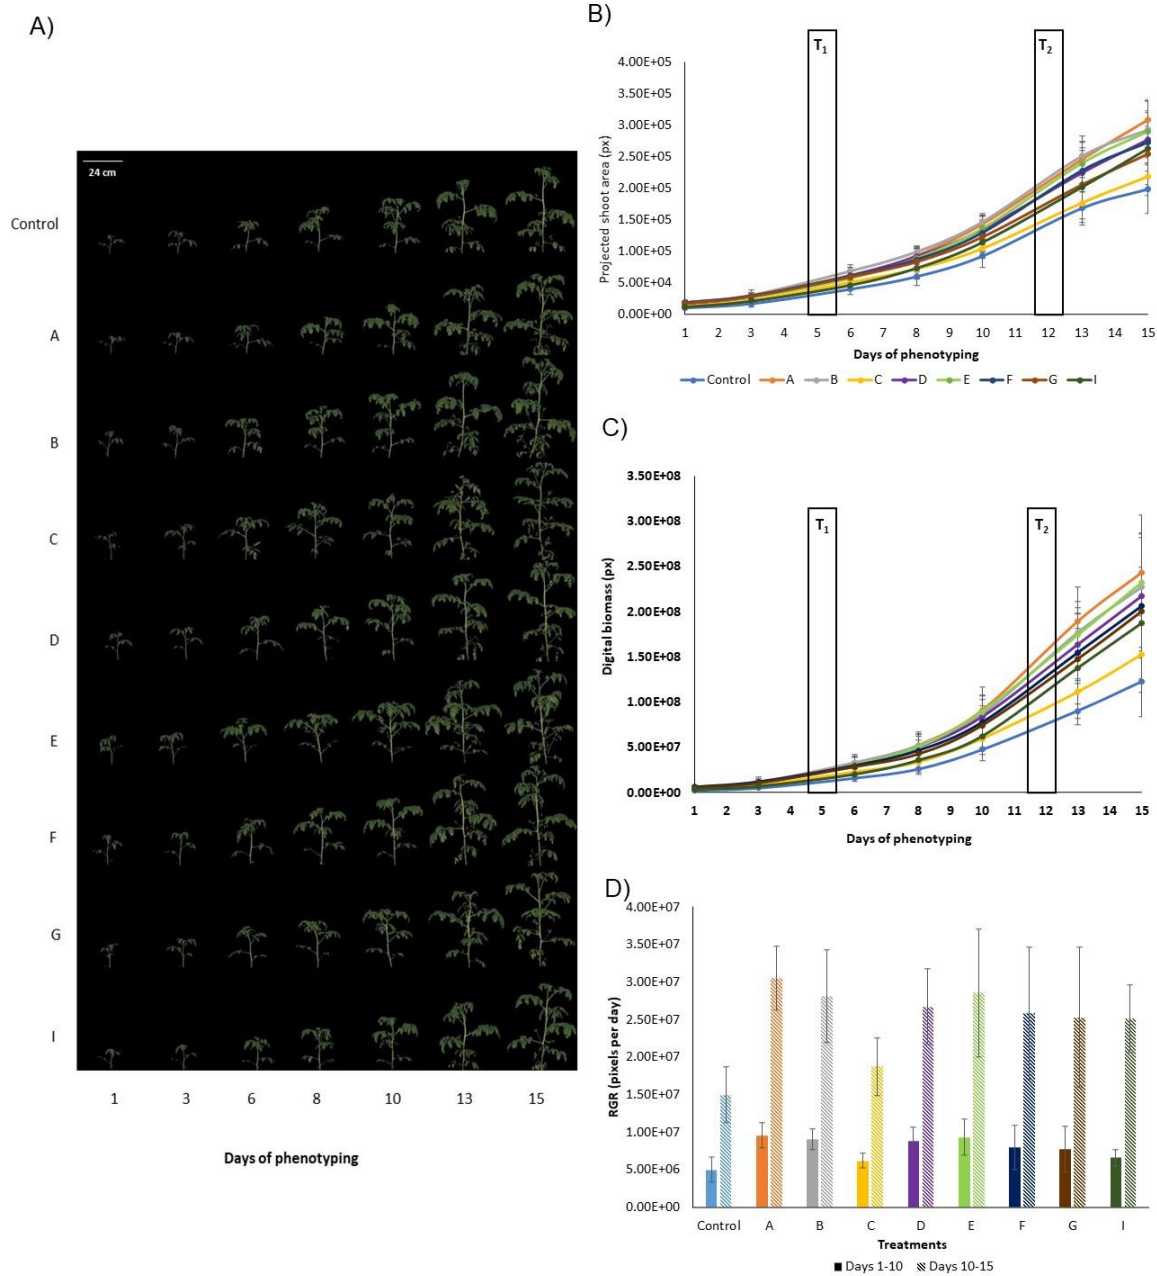 A)
24 cm
Control
A
B
C
D
E
F
G
I
1 3 6 8 10 13 15
Days of phenotyping
B)
T1
T2
Projected shoot area (px)
4.00E+05
3.50E+05
3.00E+05
2.50E+05
2.00E+05
1.50E+05
1.00E+05
5.00E+04
0.00E+00
1 2 3 4 5 6 7 8 9 10 11 12 13 14 15
Days of phenotyping
Control A B C D E F G I
C)
T1
T2
Digital biomass (px)
3.50E+08
3.00E+08
2.50E+08
2.00E+08
1.50E+08
1.00E+08
5.00E+07
0.00E+00
1 2 3 4 5 6 7 8 9 10 11 12 13 14 15
Days of phenotyping
D)
RGR (pixels per day)
4.00E+07
3.50E+07
3.00E+07
2.50E+07
2.00E+07
1.50E+07
1.00E+07
5.00E+06
0.00E+00
Control A B C D E F G I
Treatments
Days 1-10 Days 10-15